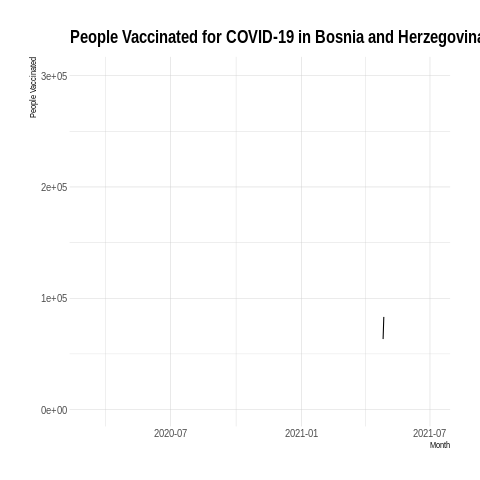 People Vaccinated for COVID-19 in Bosnia and Herzegovina
People Vaccinated
3e+05
2e+05
1e+05
0e+00
2020-07
2021-01
2021-07
Month